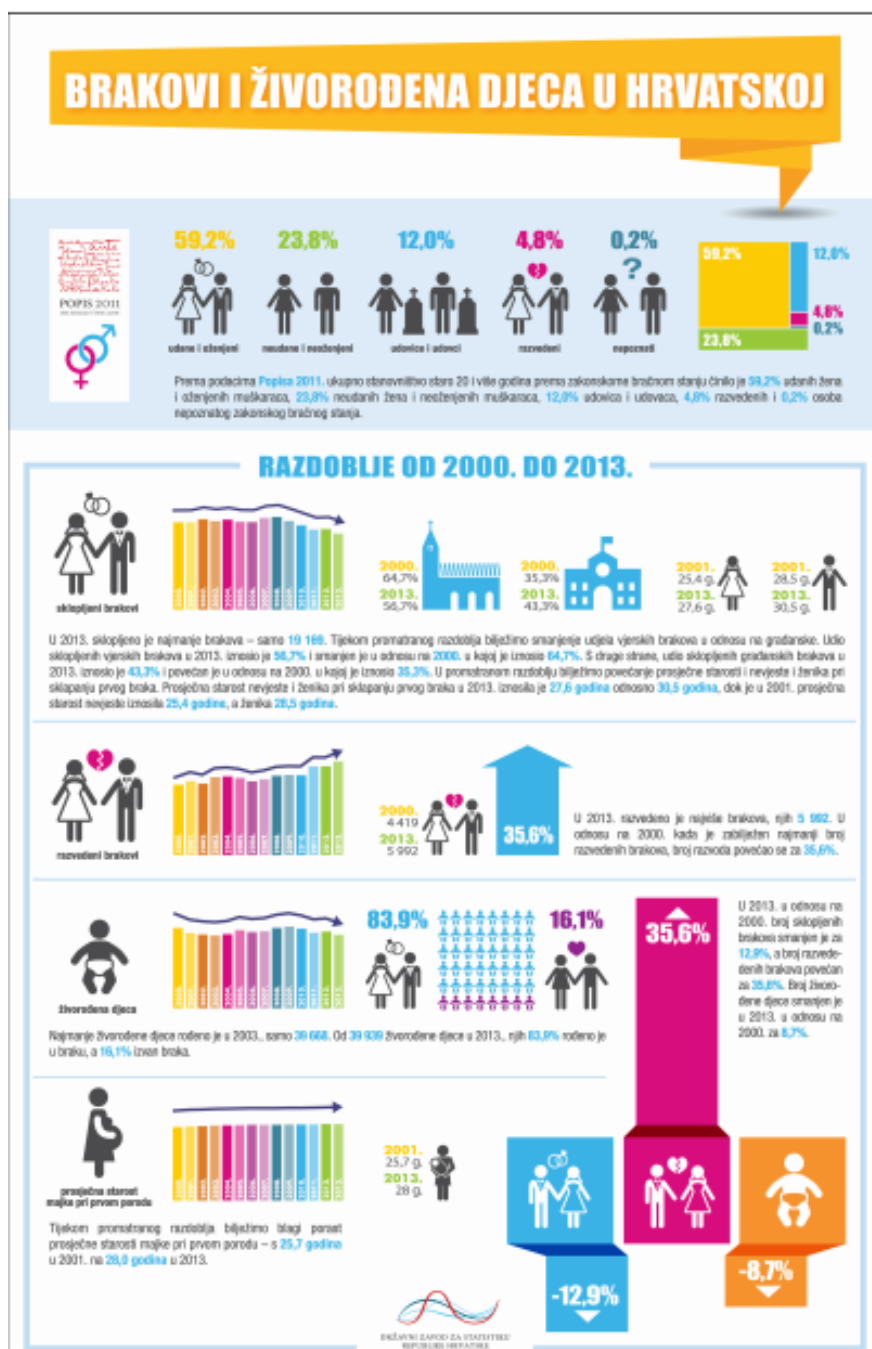 BRAKOVI I ŽIVOROĐENA DJECA U HRVATSKOJ
POPIS 2011
59,2%
udane i oženjeni
23,8%
neudane i neoženjeni
12,0%
udovice i udovci
4,8%
razvedeni
0,2%
?
nepoznati
59,2%
12,0%
4,8%
0,2%
23,8%
Prema podacima Popisa 2011. ukupno stanovništvo staro 20 i više godina prema zakonskome bračnom stanju činilo je 59,2% udanih žena
i oženjenih muškaraca, 23,8% neudanih žena i neoženjenih muškaraca, 12,0% udovica i udovaca, 4,8% razvedenih i 0,2% osoba
nepoznatog zakonskog bračnog stanja.
RAZDOBLJE OD 2000. DO 2013.
sklopljeni brakovi
2000.
64,7%
2013.
56,7%
2000.
35,3%
2013.
43,3%
2001.
25,4 g.
2013.
27,6 g.
2001.
28,5 g.
2013.
30,5 g.
U 2013. sklopljeno je najmanje brakova – samo 19 169. Tijekom promatranog razdoblja bilježimo smanjenje udjela vjerskih brakova u odnosu na građanske. Udio
sklopljenih vjerskih brakova u 2013. iznosio je 56,7% i smanjen je u odnosu na 2000. u kojoj je iznosio 64,7%. S druge strane, udio sklopljenih građanskih brakova u
2013. iznosio je 43,3% i povećan je u odnosu na 2000. u kojoj je iznosio 35,3%. U promatranom razdoblju bilježimo povećanje prosječne starosti i nevjeste i ženika pri
sklapanju prvog braka. Prosječna starost nevjeste i ženika pri sklapanju prvog braka u 2013. iznosila je 27,6 godina odnosno 30,5 godina, dok je u 2001. prosječna
starost nevjeste iznosila 25,4 godine, a ženika 28,5 godina.
razvedeni brakovi
2000.
4 419
2013.
5 992
35,6%
U 2013. razvedeno je najviše brakova, njih 5 992. U
odnosu na 2000. kada je zabilježen najmanji broj
razvedenih brakova, broj razvoda povećao se za 35,6%.
živorođena djeca
83,9%
16,1%
Najmanje živorođene djece rođeno je u 2003., samo 39 668. Od 39 939 živorođene djece u 2013., njih 83,9% rođeno je
u braku, a 16,1% izvan braka.
35,6%
U 2013. u odnosu na
2000. broj sklopljenih
brakova smanjen je za
12,9%, a broj razvede-
denih brakova povećan
za 35,6%. Broj živoro-
đene djece smanjen je
u 2013. u odnosu na
2000. za 8,7%.
prosječna starost
majke pri prvom porodu
2001.
25,7 g.
2013.
28 g.
Tijekom promatranog razdoblja bilježimo blagi porast
prosječne starosti majke pri prvom porodu – s 25,7 godina
u 2001. na 28,0 godina u 2013.
-12,9%
-8,7%
DRŽAVNI ZAVOD ZA STATISTIKU
REPUBLIKE HRVATSKE